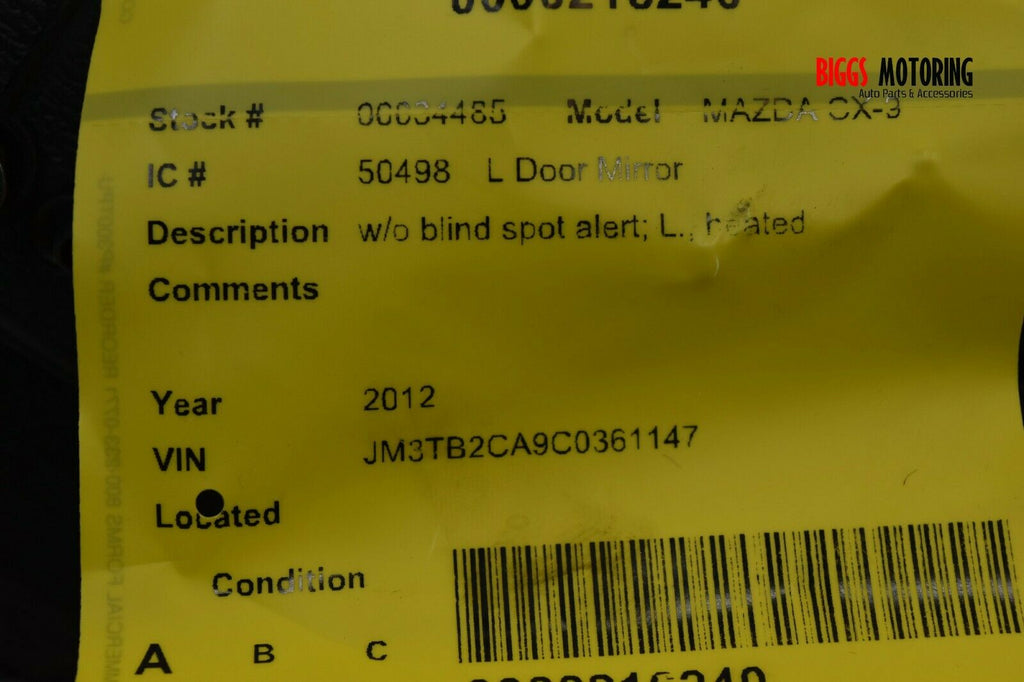 BIGGS MOTORING
Auto Parts & Accessories
Stock # 00034485 Model MAZDA CX-9
IC # 50498 L Door Mirror
Description w/o blind spot alert; L., heated
Comments
Year 2012
VIN JM3TB2CA9C0361147
Located
Condition
A B C